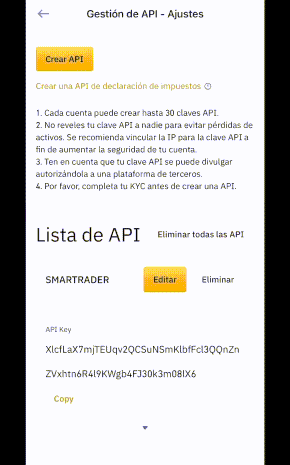 Gestión de API - Ajustes
Crear API
Crear una API de declaración de impuestos
1. Cada cuenta puede crear hasta 30 claves API.
2. No reveles tu clave API a nadie para evitar pérdidas de
activos. Se recomienda vincular la IP para la clave API a
fin de aumentar la seguridad de tu cuenta.
3. Ten en cuenta que tu clave API se puede divulgar
autorizándola a una plataforma de terceros.
4. Por favor, completa tu KYC antes de crear una API.
Lista de API
Eliminar todas las API
SMARTRADER
Editar
Eliminar
API Key
XlcfLaX7mjTEUqv2QCSuNSmKlbfFcl3QQnZn
ZVxhtn6R4l9KWgb4FJ30k3m08IX6
Copy